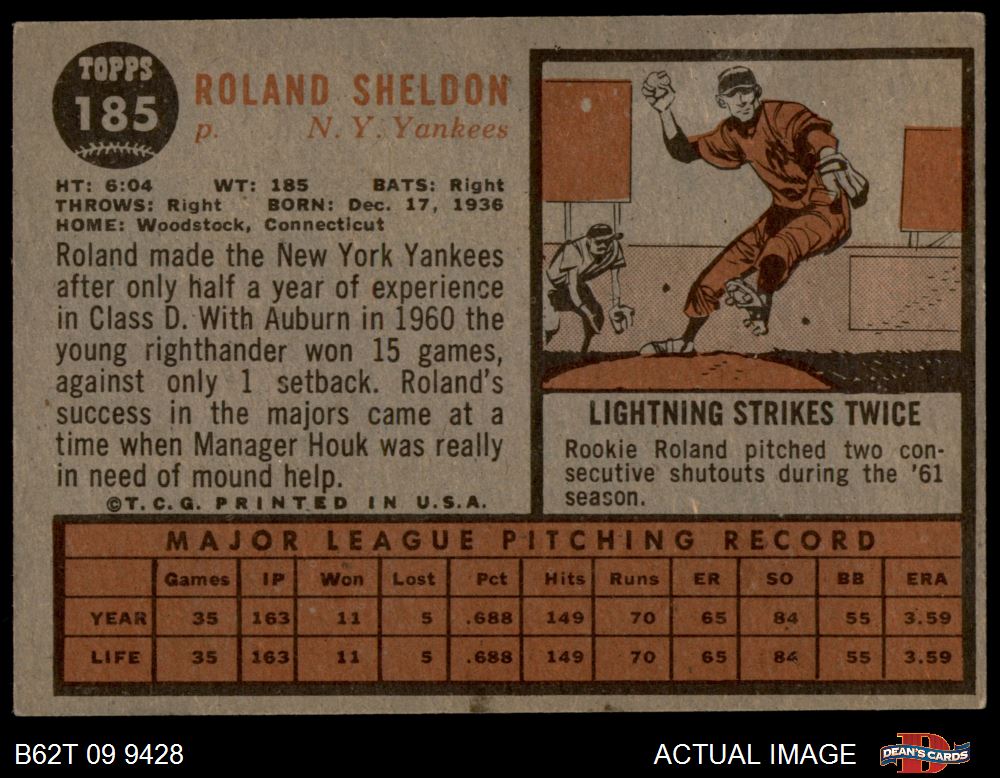 TOPPS
185
ROLAND SHELDON
p. N. Y. Yankees
HT: 6:04 WT: 185 BATS: Right
THROWS: Right BORN: Dec. 17, 1936
HOME: Woodstock, Connecticut
Roland made the New York Yankees
after only half a year of experience
in Class D. With Auburn in 1960 the
young righthander won 15 games,
against only 1 setback. Roland's
success in the majors came at a
time when Manager Houk was really
in need of mound help.
©T.C.G. PRINTED IN U.S.A.
LIGHTNING STRIKES TWICE
Rookie Roland pitched two con-
secutive shutouts during the '61
season.
MAJOR LEAGUE PITCHING RECORD
Games IP Won Lost Pct Hits Runs ER SO BB ERA
YEAR 35 163 11 5 .688 149 70 65 84 55 3.59
LIFE 35 163 11 5 .688 149 70 65 84 55 3.59
B62T 09 9428
ACTUAL IMAGE
DEAN'S CARDS